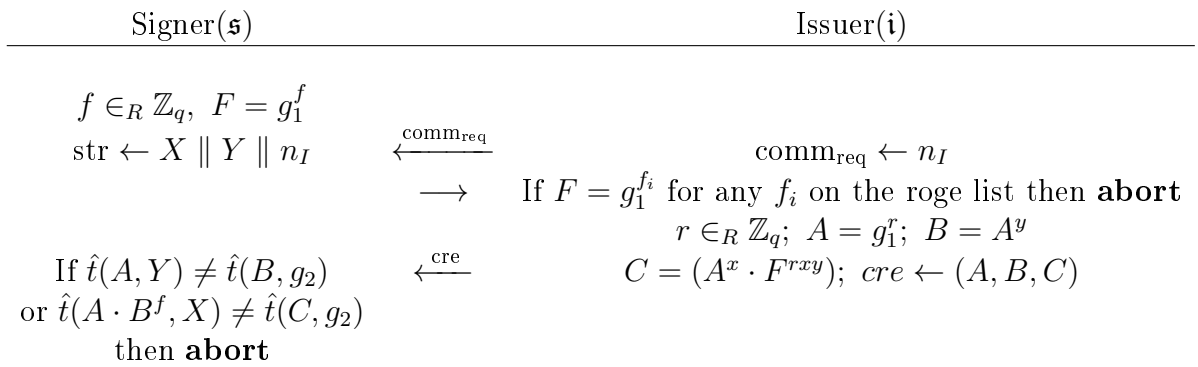 Signer(𝔰) Issuer(𝔦)
f ∈_R ℤ_q, F = g_1^f
str ← X ∥ Y ∥ n_I ⟵^{comm_req} comm_req ← n_I
⟶ If F = g_1^{f_i} for any f_i on the roge list then abort
r ∈_R ℤ_q; A = g_1^r; B = A^y
If t̂(A, Y) ≠ t̂(B, g_2) ⟵^{cre} C = (A^x · F^{rxy}); cre ← (A, B, C)
or t̂(A · B^f, X) ≠ t̂(C, g_2)
then abort